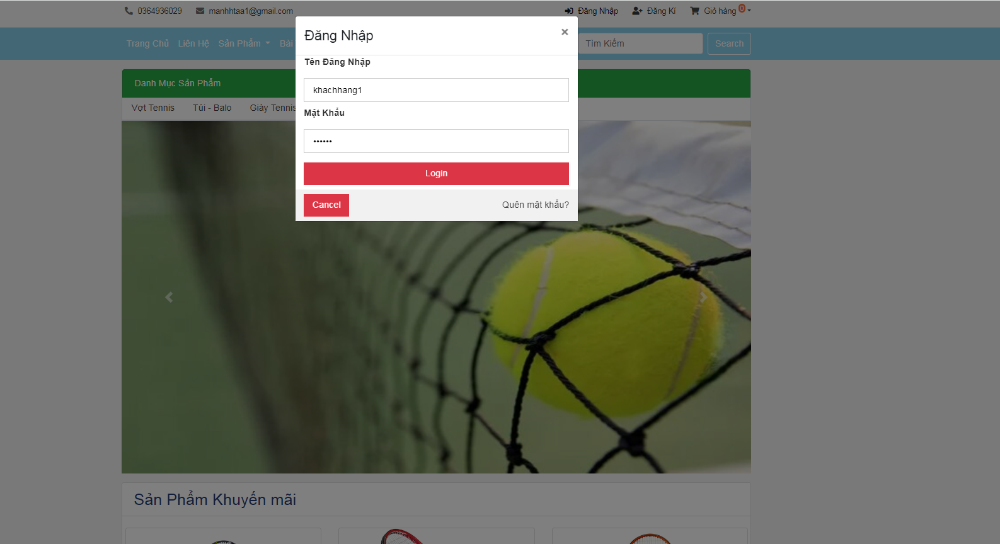 0364936029 manhhtaa1@gmail.com Đăng Nhập Đăng Kí Giỏ hàng 0
Đăng Nhập ×
Trang Chủ Liên Hệ Sản Phẩm Bài Tìm Kiếm Search
Tên Đăng Nhập
khachhang1
Danh Mục Sản Phẩm
Vợt Tennis Túi - Balo Giày Tennis
Mật Khẩu
••••••
Login
Cancel Quên mật khẩu?
Sản Phẩm Khuyến mãi